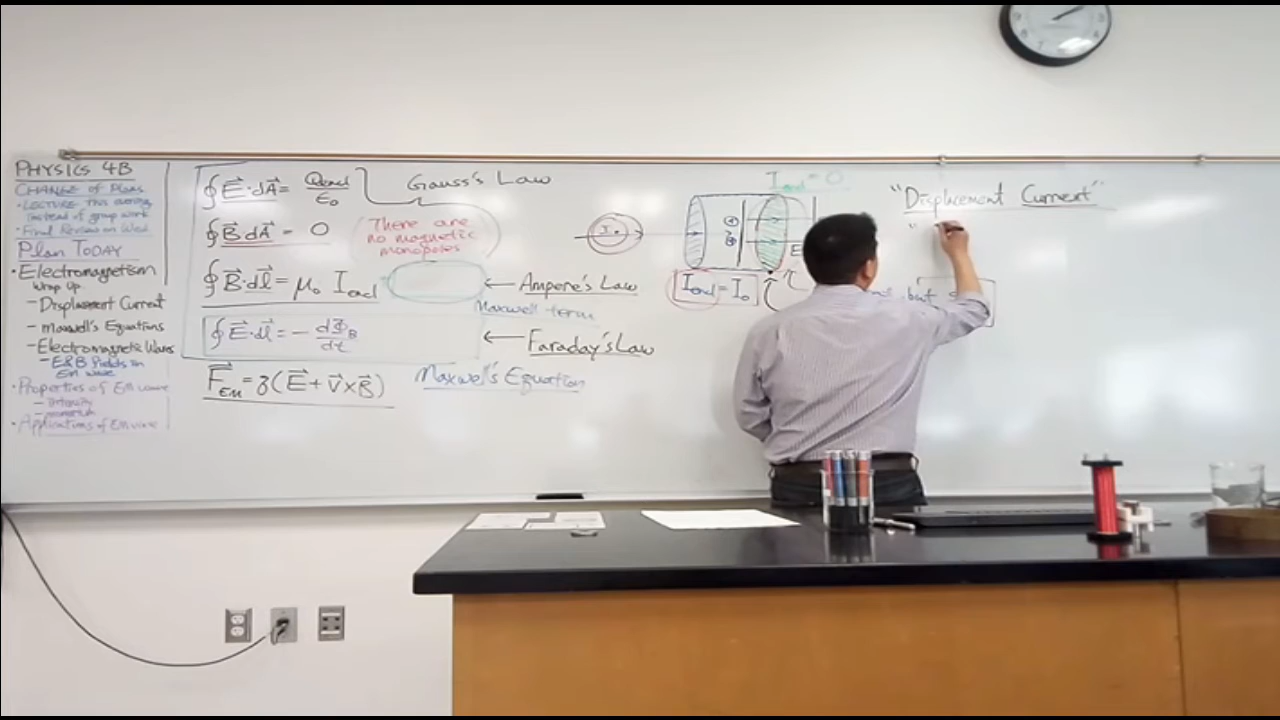 PHYSICS 4B
CHANGE of Plans
• LECTURE this evening
instead of group work
• Final Review on Wed.
Plan TODAY
• Electromagnetism
Wrap Up.
– Displacement Current
– Maxwell's Equations
– Electromagnetic Waves
– E&B fields in
EM wave
• Properties of EM wave
– intensity
– momentum
• Applications of EM wave
∮ E⃗·dA⃗ = Qencl/ε₀
Gauss's Law
∮ B⃗·dA⃗ = 0
(There are
no magnetic
monopoles
∮ B⃗·dl⃗ = μ₀ Iencl
← Ampere's Law
Maxwell term
∮ E⃗·dl⃗ = – dΦB/dt
← Faraday's Law
F⃗EM = q(E⃗ + v⃗ × B⃗)
Maxwell's Equation
Iencl = 0
I₀
E
Iencl = I₀
but
"Displacement Current"
"